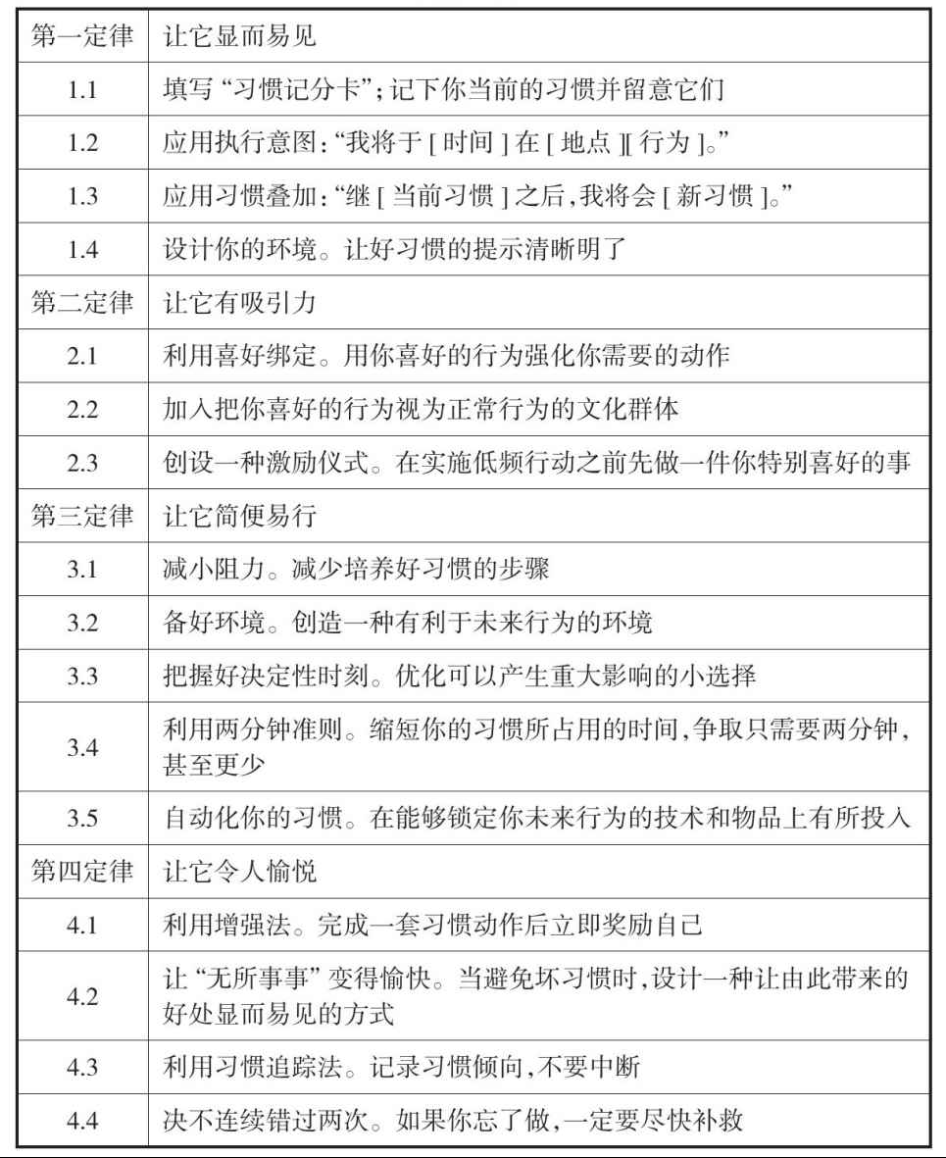 第一定律 让它显而易见
1.1 填写“习惯记分�”；记下你当前的习惯并留意它们
1.2 应用执行意图：“我将于[时间]在[地点][行为]。”
1.3 应用习惯叠加：“继[当前习惯]之后，我将会[新习惯]。”
1.4 设计你的环境。让好习惯的提示清晰明了
第二定律 让它有吸引力
2.1 利用喜好绑定。用你喜好的行为强化你需要的动作
2.2 加入把你喜好的行为视为正常行为的文化群体
2.3 创设一种激励仪式。在实施低频行动之前先做一件你特别喜好的事
第三定律 让它简便易行
3.1 减小阻力。减少培养好习惯的步骤
3.2 备好环境。创造一种有利于未来行为的环境
3.3 把握好决定性时刻。优化可以产生重大影响的小选择
3.4 利用两分钟准则。缩短你的习惯所占用的时间，争取只需要两分钟，
甚至更少
3.5 自动化你的习惯。在能够锁定你未来行为的技术和物品上有所投入
第四定律 让它令人愉悦
4.1 利用增强法。完成一套习惯动作后立即奖励自己
4.2 让“无所事事”变得愉快。当避免坏习惯时，设计一种让由此带来的
好处显而易见的方式
4.3 利用习惯追踪法。记录习惯倾向，不要中断
4.4 决不连续错过两次。如果你忘了做，一定要尽快补救